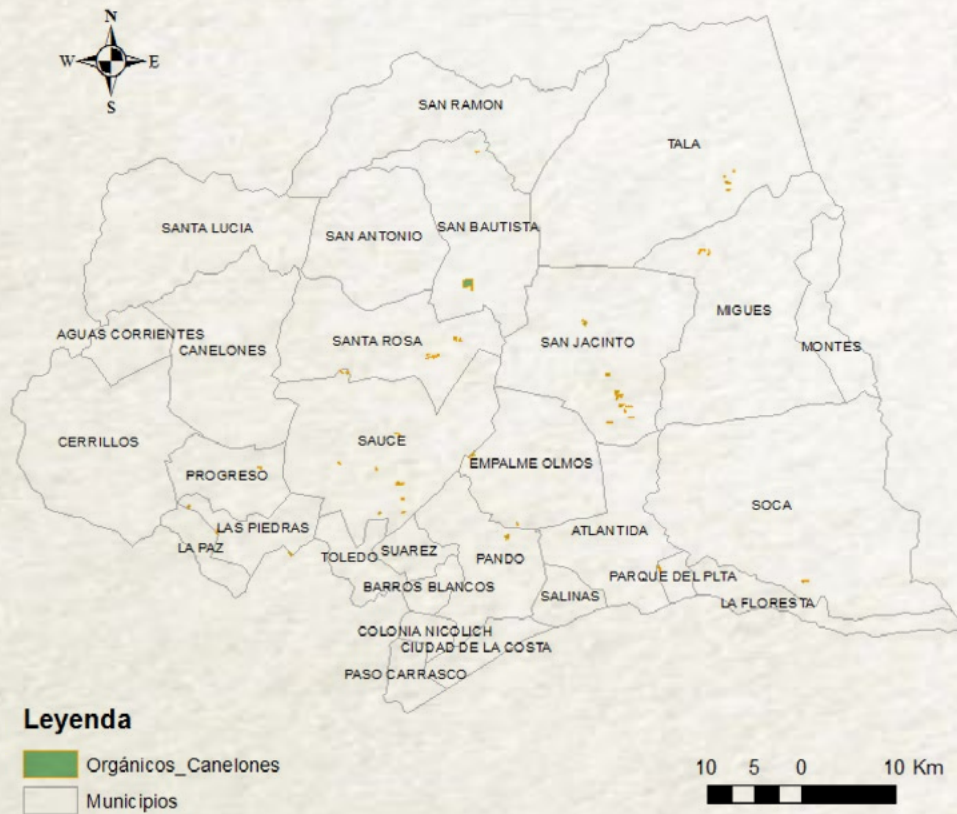 N
W E
S
SAN RAMON
TALA
SANTA LUCIA
SAN ANTONIO
SAN BAUTISTA
MIGUES
AGUAS CORRIENTES
CANELONES
SANTA ROSA
SAN JACINTO
MONTES
CERRILLOS
SAUCE
PROGRESO
EMPALME OLMOS
SOCA
LAS PIEDRAS
ATLANTIDA
LA PAZ
TOLEDO
SUAREZ
PANDO
PARQUE DEL PLTA
BARROS BLANCOS
SALINAS
LA FLORESTA
COLONIA NICOLICH
CIUDAD DE LA COSTA
PASO CARRASCO
Leyenda
Orgánicos_Canelones
Municipios
10 5 0 10 Km